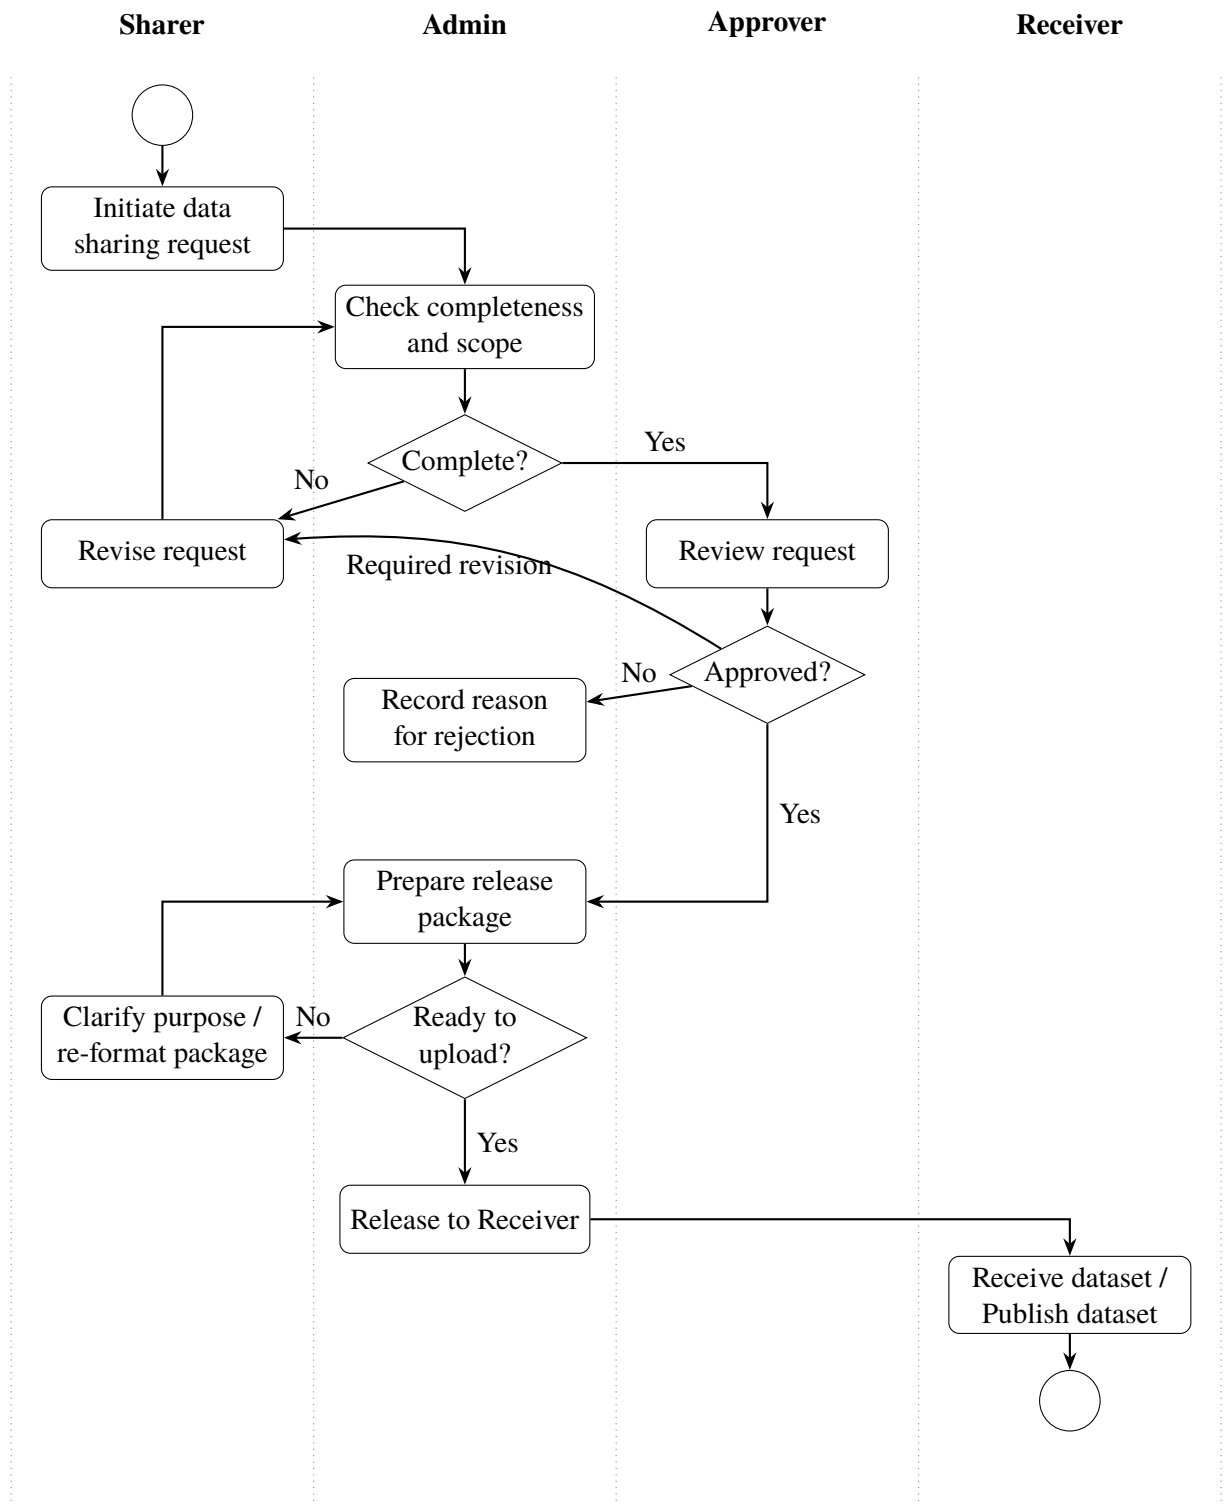 Sharer
Admin
Approver
Receiver
Initiate data
sharing request
Check completeness
and scope
Complete?
Yes
No
Revise request
Review request
Required revision
Approved?
No
Record reason
for rejection
Yes
Prepare release
package
Ready to
upload?
No
Clarify purpose /
re-format package
Yes
Release to Receiver
Receive dataset /
Publish dataset